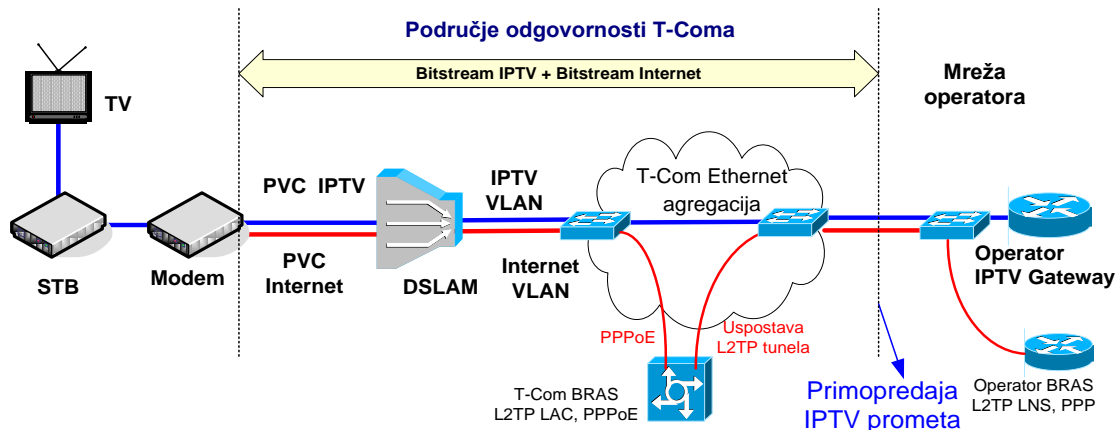 Područje odgovornosti T-Coma
Bitstream IPTV + Bitstream Internet
Mreža
operatora
TV
PVC  IPTV
IPTV
VLAN
T-Com Ethernet
agregacija
STB
Modem
PVC
Internet
DSLAM
Internet
VLAN
Operator
IPTV Gateway
PPPoE
Uspostava
L2TP tunela
T-Com BRAS
L2TP LAC, PPPoE
Primopredaja
IPTV prometa
Operator BRAS
L2TP LNS, PPP